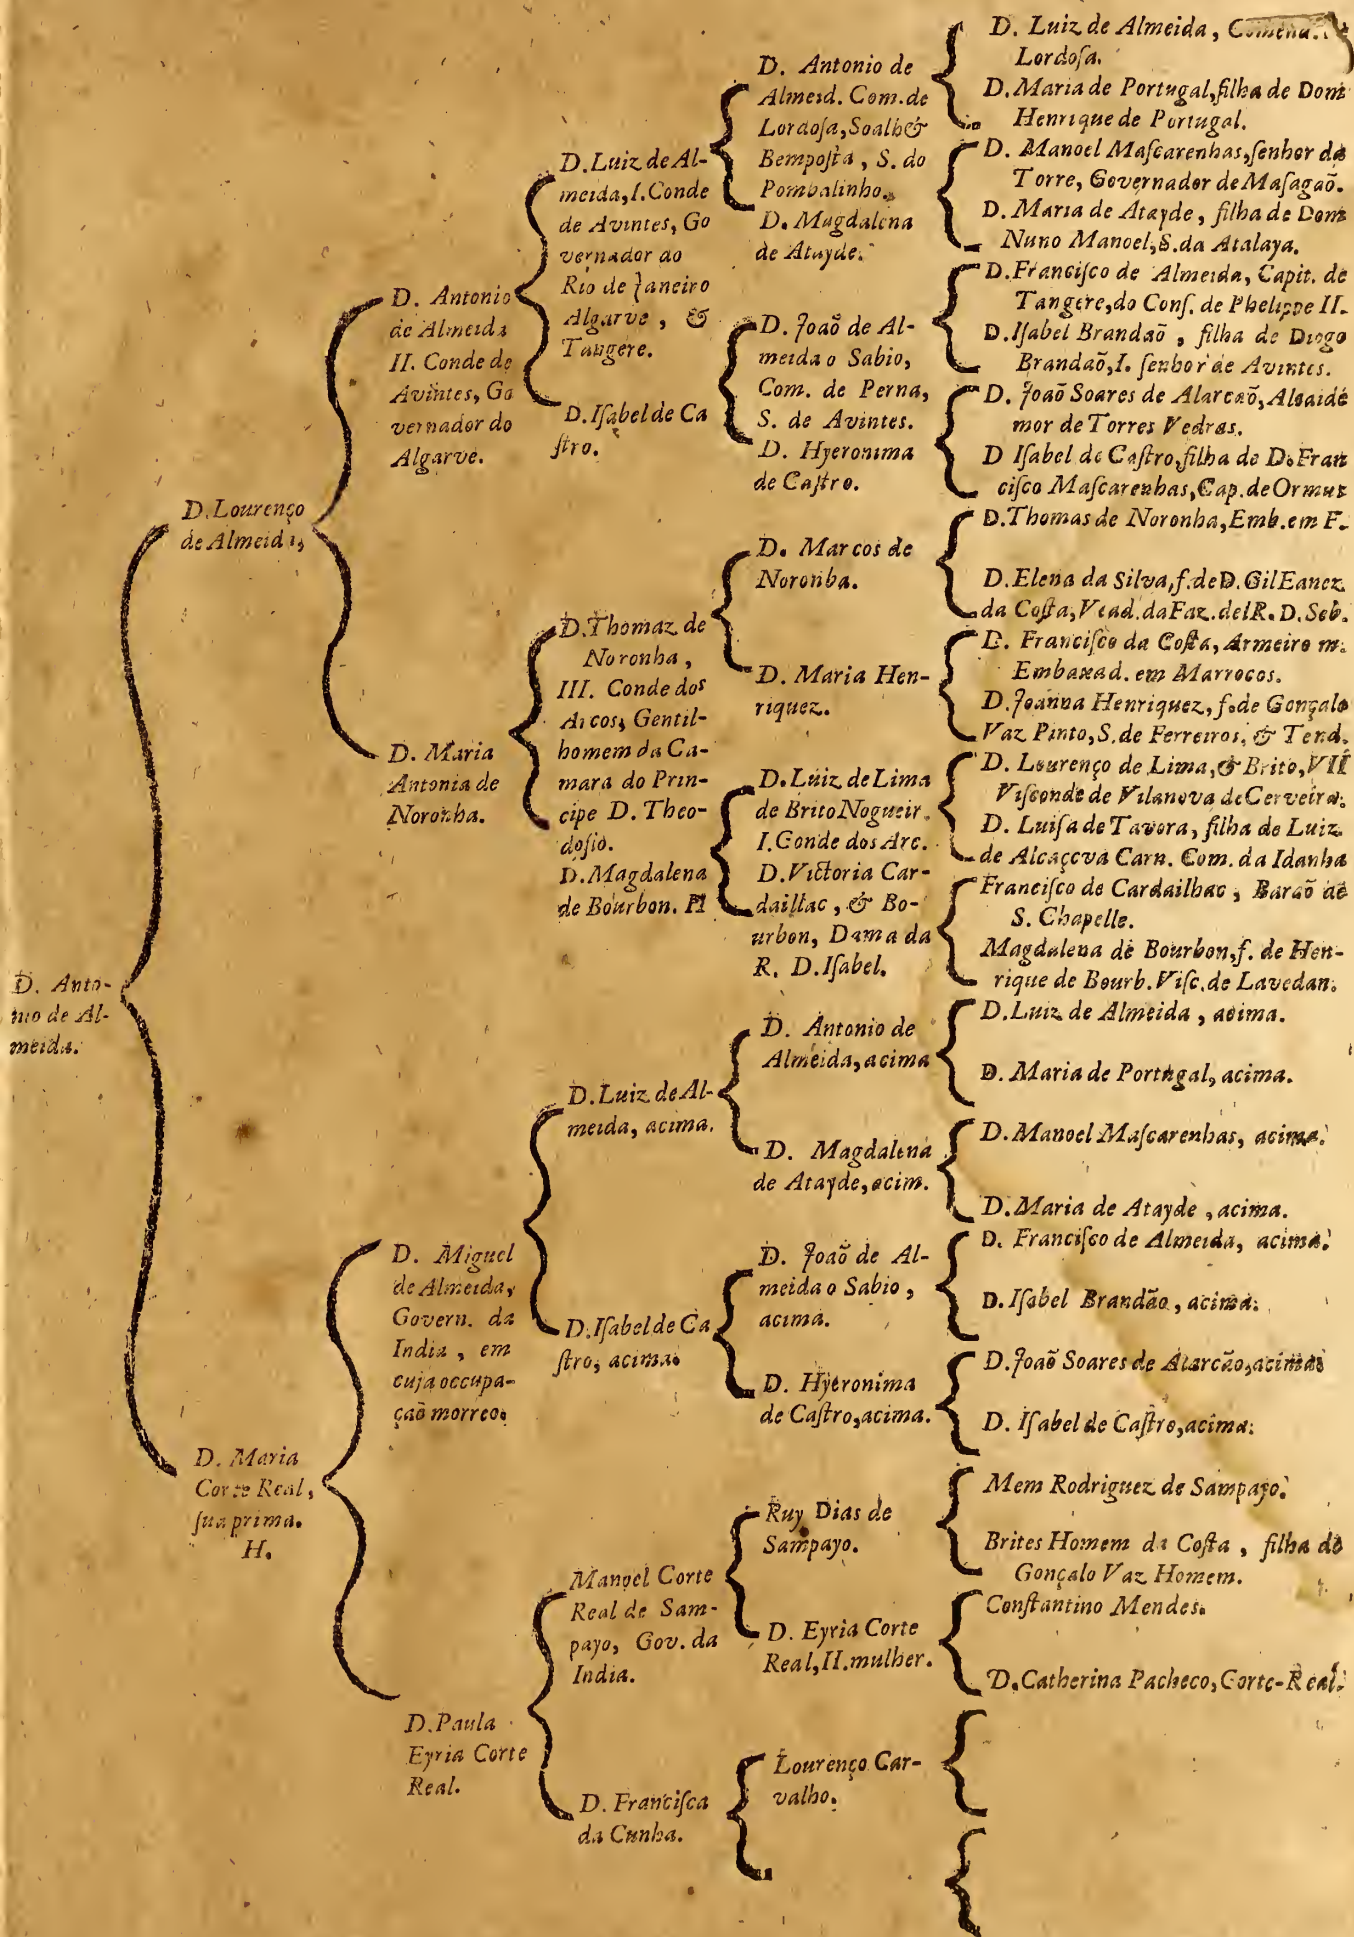 D. Anto-
nio de Al-
meida.
D. Lourenço
de Almeida,
D. Maria
Corte Real,
ſua prima.
H.
D. Antonio
de Almeida
II. Conde de
Avintes, Go
vernador do
Algarve.
D. Maria
Antonia de
Noronha.
D. Miguel
de Almeida,
Govern. da
India, em
cuja occupa-
çaõ morreo.
D. Paula
Eyria Corte
Real.
D. Luiz de Al-
meida, I. Conde
de Avintes, Go
vernador do
Rio de Janeiro
Algarve, &
Tangere.
D. Iſabel de Ca
ſtro.
D. Thomaz de
Noronha,
III. Conde dos
Arcos, Gentil-
homem da Ca-
mara do Prin-
cipe D. Theo-
doſio.
D. Magdalena
de Bourbon. H
D. Luiz de Al-
meida, acima.
D. Iſabel de Ca
ſtro, acima.
Manoel Corte
Real de Sam-
payo, Gov. da
India.
D. Franciſca
da Cunha.
D. Antonio de
Almeid. Com. de
Lordoſa, Soalh &
Bempoſta, S. do
Pombalinho.
D. Magdalena
de Atayde.
D. Joaõ de Al-
meida o Sabio,
Com. de Perna,
S. de Avintes.
D. Hyeronima
de Caſtro.
D. Marcos de
Noronha.
D. Maria Hen-
riquez.
D. Luiz de Lima
de Brito Nogueir.
I. Conde dos Arc.
D. Victoria Car-
daillac, & Bo-
urbon, Dama da
R. D. Iſabel.
D. Antonio de
Almeida, acima
D. Magdalena
de Atayde, acim.
D. Joaõ de Al-
meida o Sabio,
acima.
D. Hyeronima
de Caſtro, acima.
Ruy Dias de
Sampayo.
D. Eyria Corte
Real, II. mulher.
Lourenço Car-
valho.
D. Luiz de Almeida,
Lordoſa.
D. Maria de Portugal, filha de Dom
Henrique de Portugal.
D. Manoel Maſcarenhas, ſenhor da
Torre, Governador de Maſagaõ.
D. Maria de Atayde, filha de Dom
Nuno Manoel, S. da Atalaya.
D. Franciſco de Almeida, Capit. de
Tangere, do Conſ. de Phelippe II.
D. Iſabel Brandaõ, filha de Diogo
Brandaõ, I. ſenhor de Avintes.
D. Joaõ Soares de Alarcaõ, Alcaide
mor de Torres Vedras.
D Iſabel de Caſtro, filha de D. Fran
ciſco Maſcarenhas, Cap. de Ormuz
D. Thomas de Noronha, Emb. em F.
D. Elena da Silva, f. de D. Gil Eanez
da Coſta, Vead. da Faz. delR. D. Seb.
D. Franciſco da Coſta, Armeiro m.
Embaxad. em Marrocos.
D. Joanna Henriquez, f. de Gonçalo
Vaz Pinto, S. de Ferreiros, & Tend.
D. Lourenço de Lima, & Brito, VII
Viſconde de Vilanova de Cerveira.
D. Luiſa de Tavora, filha de Luiz
de Alcaçova Carn. Com. da Idanha
Franciſco de Cardailhac, Baraõ de
S. Chapelle.
Magdalena de Bourbon, f. de Hen-
rique de Bourb. Viſc. de Lavedan.
D. Luiz de Almeida, acima.
D. Maria de Portugal, acima.
D. Manoel Maſcarenhas, acima.
D. Maria de Atayde, acima.
D. Franciſco de Almeida, acima.
D. Iſabel Brandão, acima.
D. Joaõ Soares de Alarcão, acima.
D. Iſabel de Caſtro, acima.
Mem Rodriguez de Sampayo.
Brites Homem da Coſta, filha de
Gonçalo Vaz Homem.
Conſtantino Mendes.
D. Catherina Pacheco, Corte-Real.